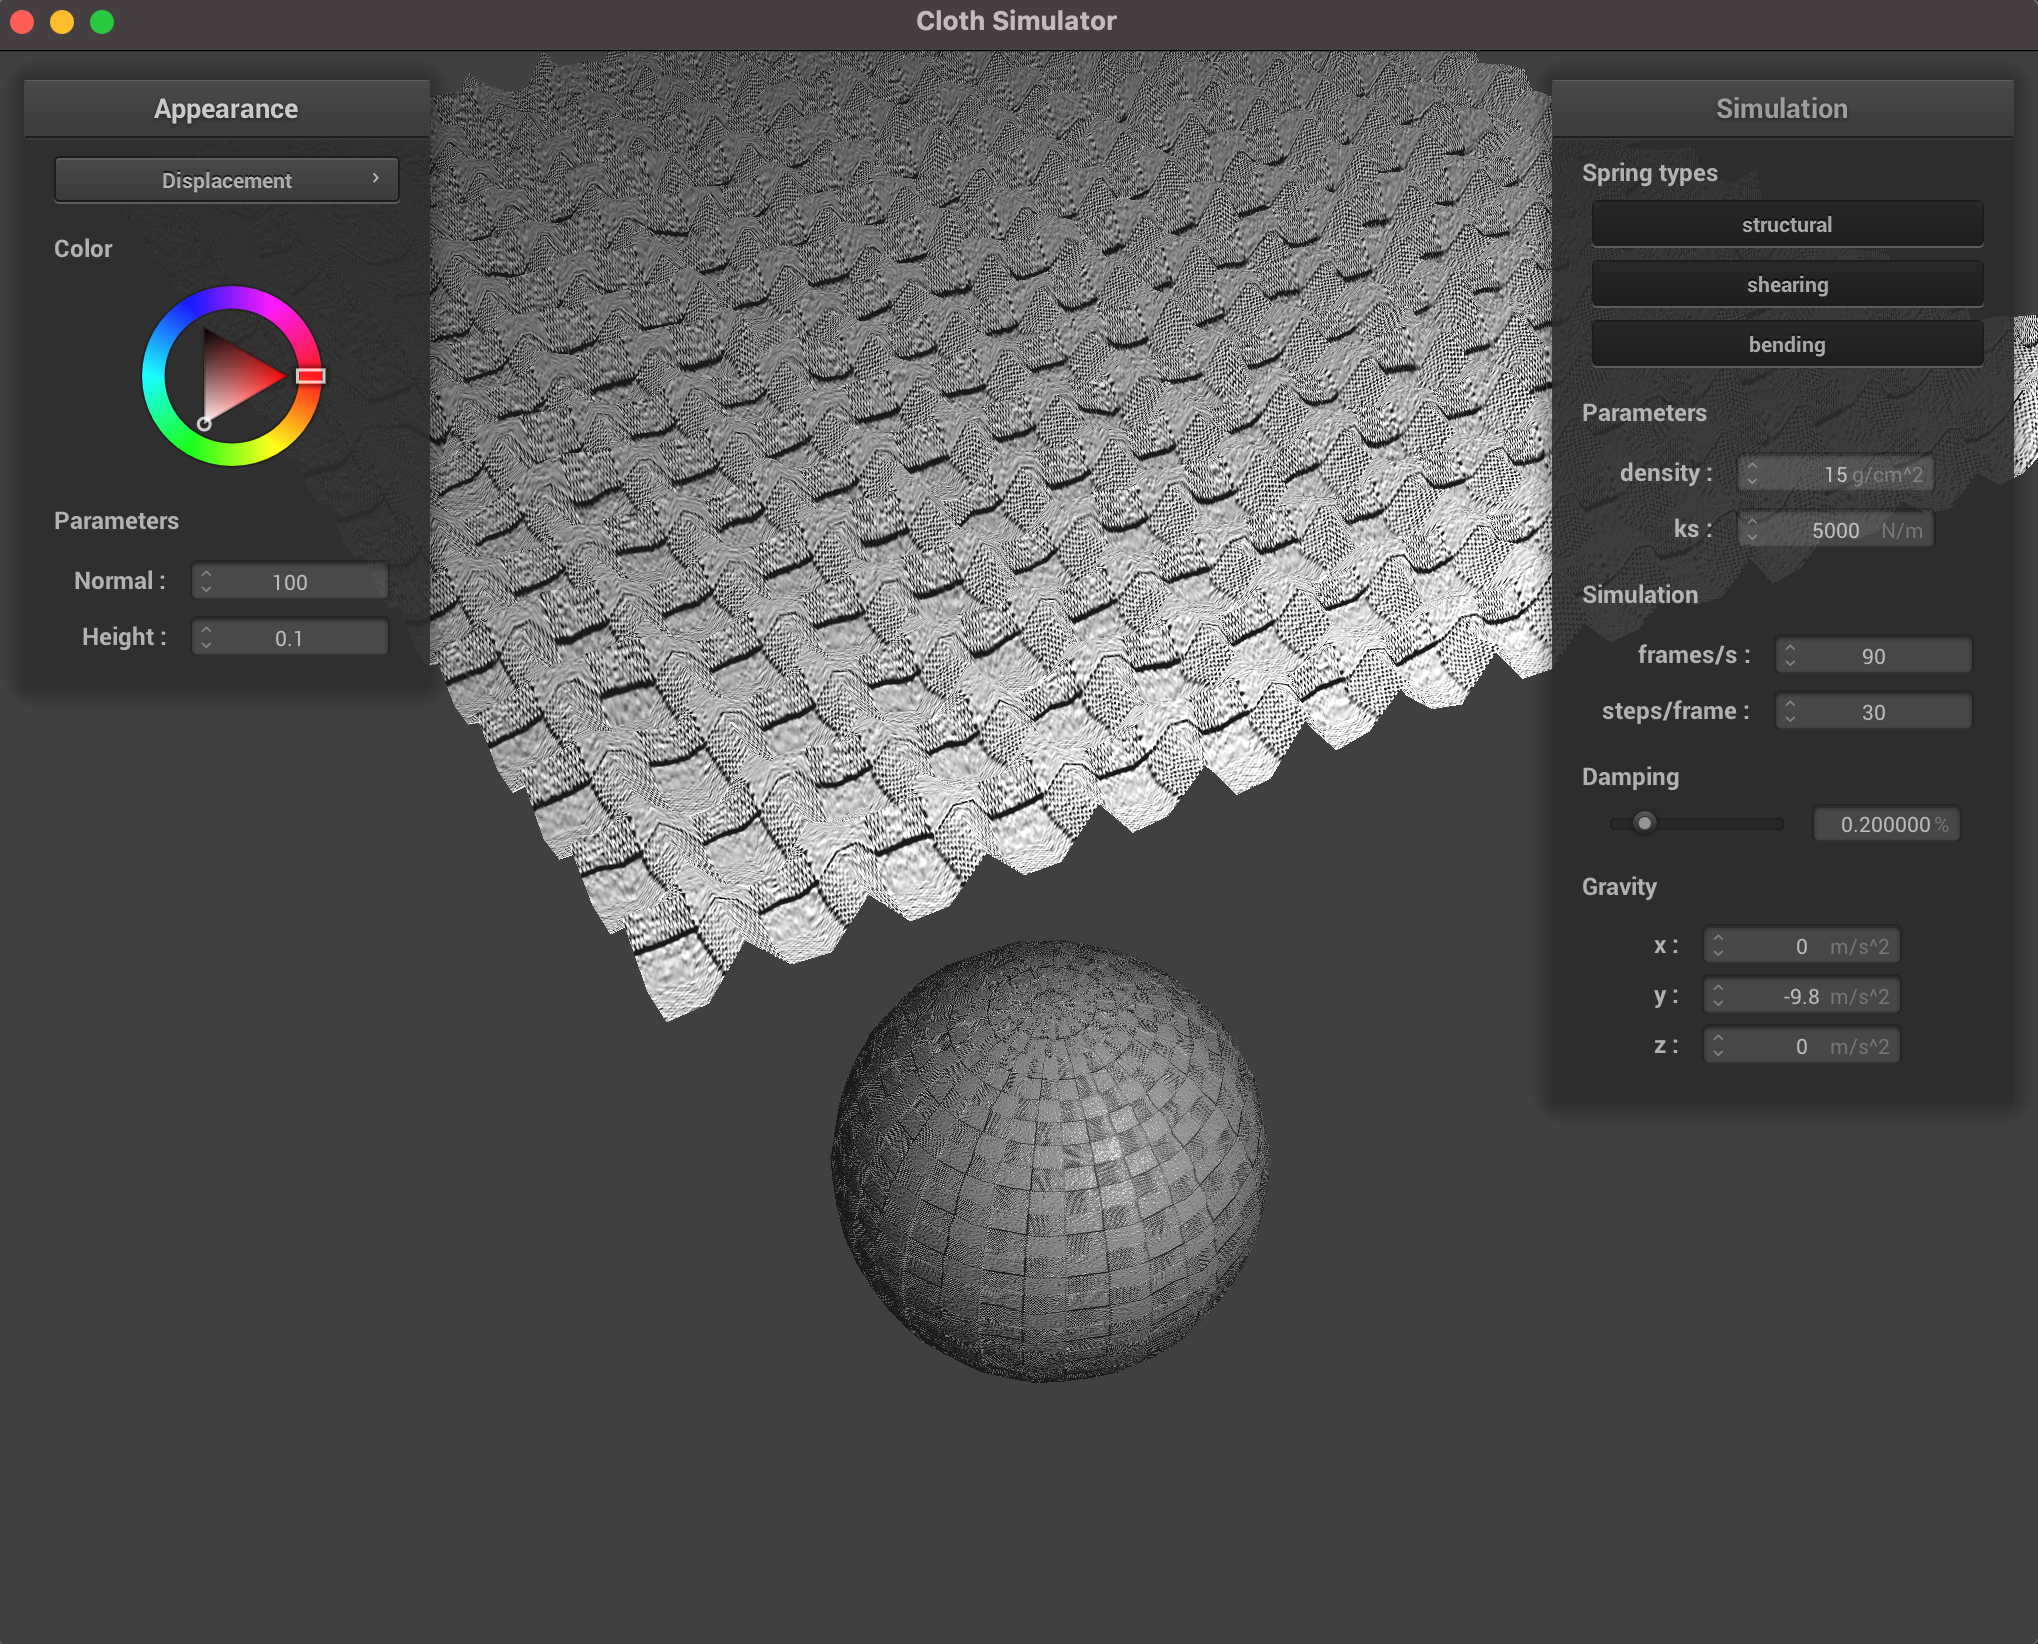 Cloth Simulator
Appearance
Displacement
Color
Parameters
Normal : 100
Height : 0.1
Simulation
Spring types
structural
shearing
bending
Parameters
density : 15 g/cm^2
ks : 5000 N/m
Simulation
frames/s : 90
steps/frame : 30
Damping
0.200000 %
Gravity
x : 0 m/s^2
y : -9.8 m/s^2
z : 0 m/s^2